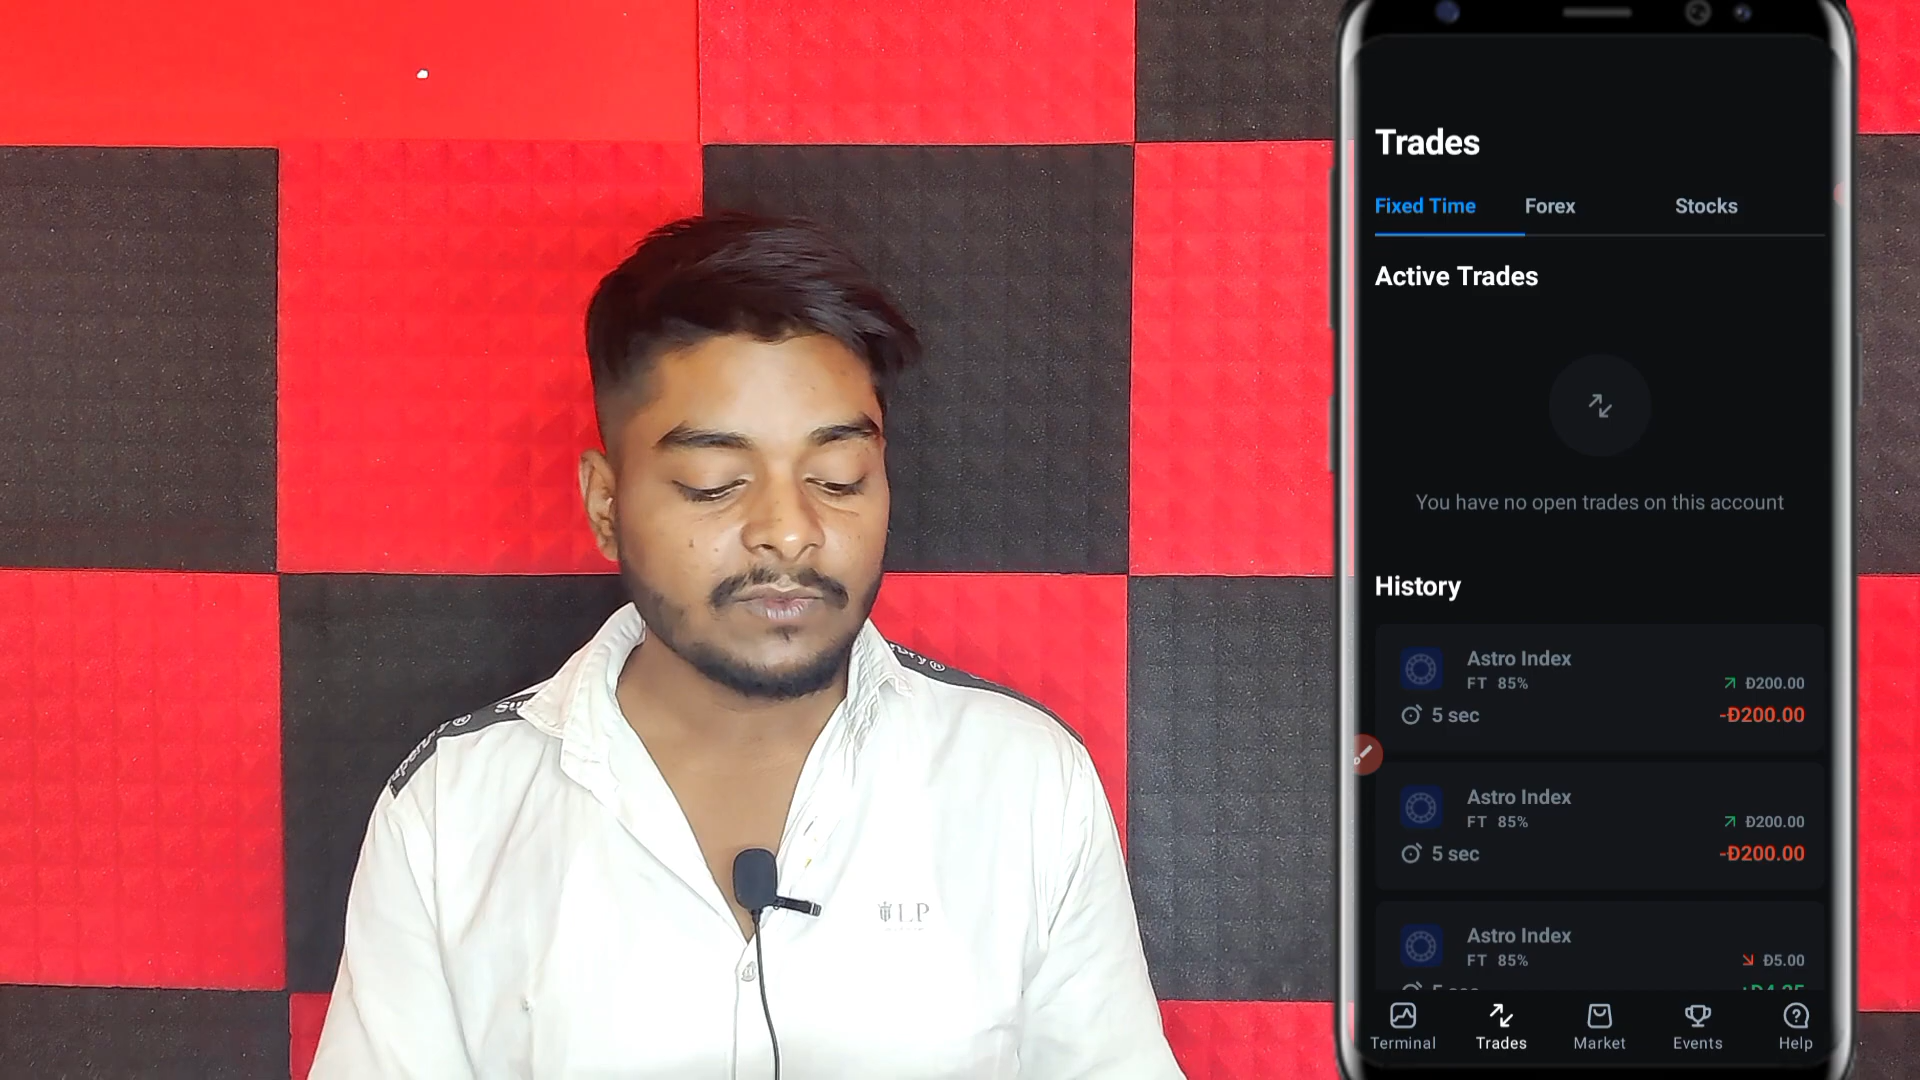 Trades
Fixed Time
Forex
Stocks
Active Trades
You have no open trades on this account
History
Astro Index
FT 85%
Đ200.00
5 sec
-Đ200.00
Astro Index
FT 85%
Đ200.00
5 sec
-Đ200.00
Astro Index
FT 85%
Đ5.00
Terminal
Trades
Market
Events
Help
LP